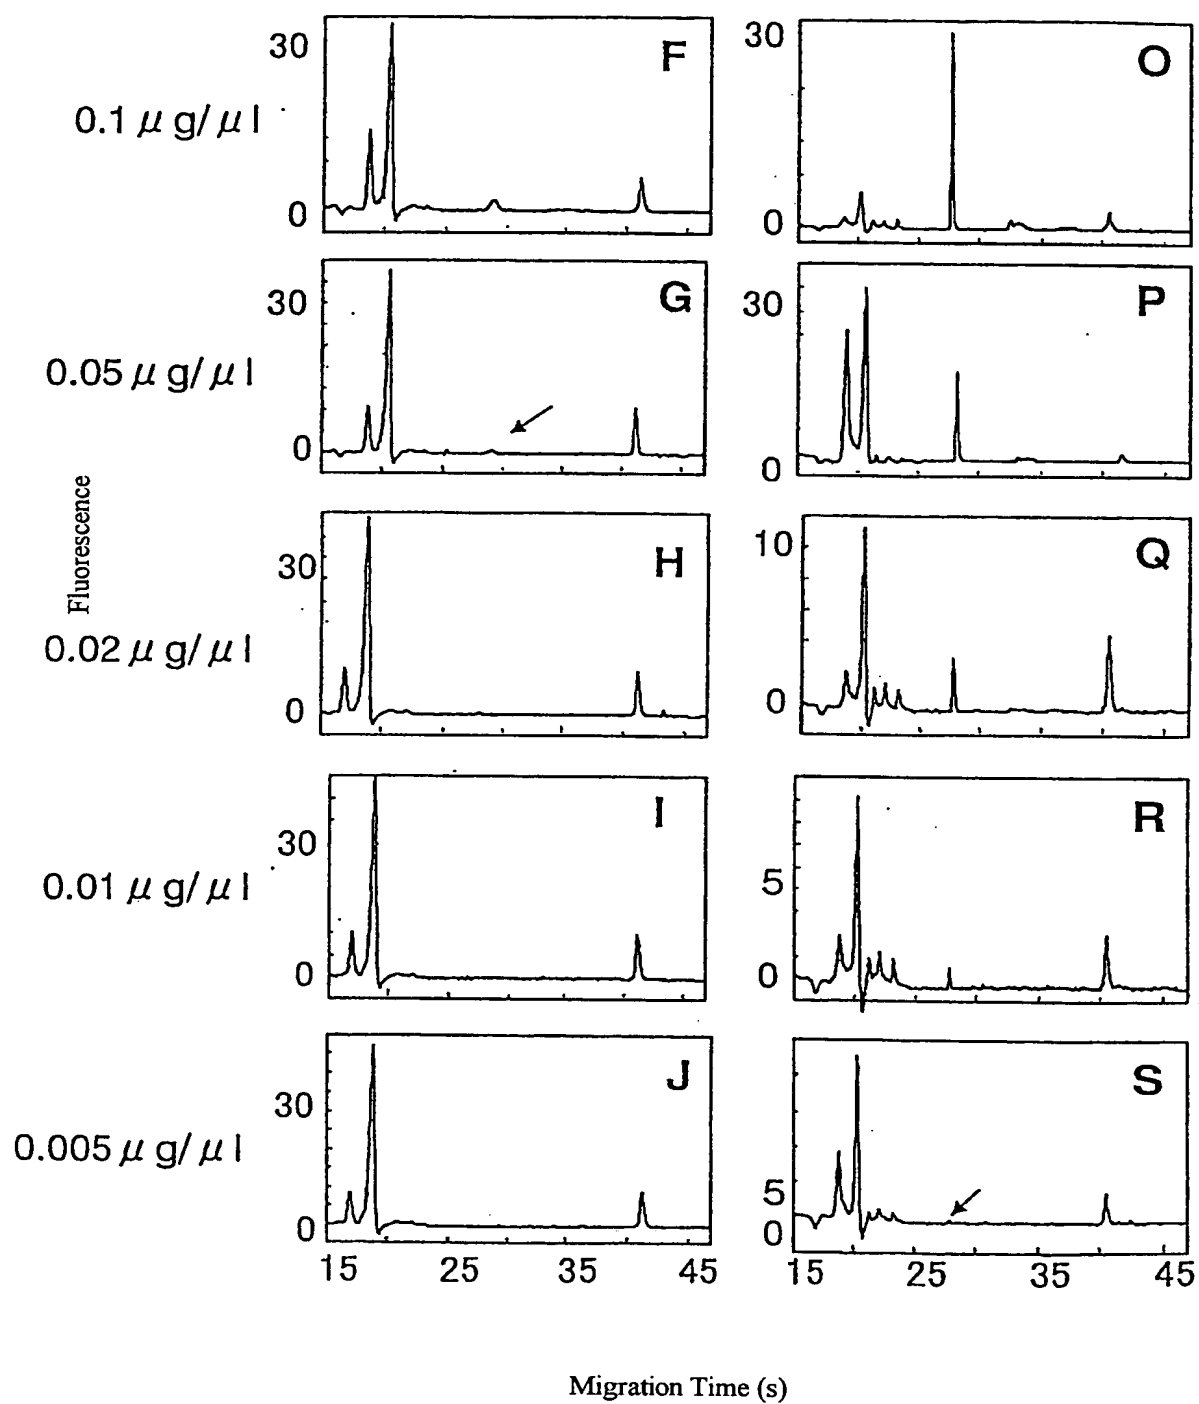 0.1 μ g/μ l
30
0
F
30
0
O
0.05 μ g/μ l
30
0
G
30
0
P
Fluorescence
0.02 μ g/μ l
30
0
H
10
0
Q
0.01 μ g/μ l
30
0
I
5
0
R
0.005 μ g/μ l
30
0
J
5
0
S
15 25 35 45
15 25 35 45
Migration Time (s)